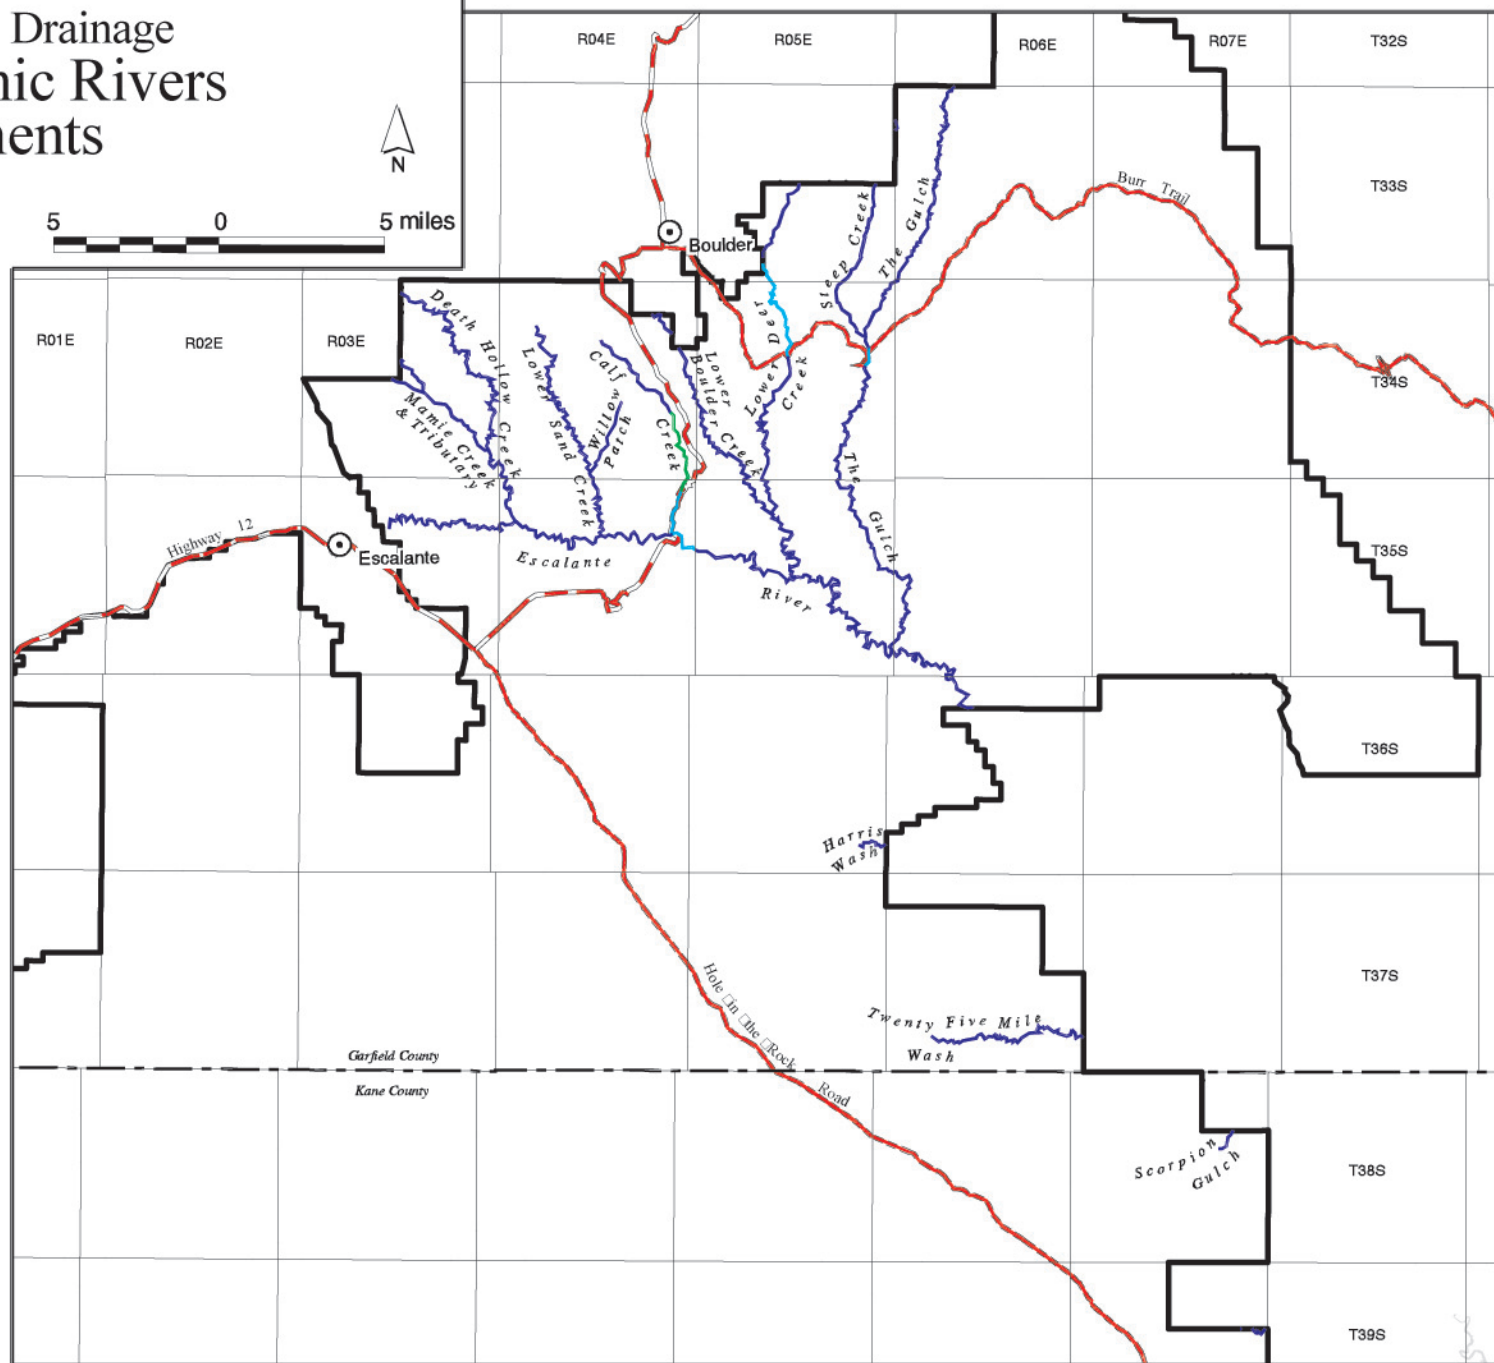 Drainage
nic Rivers
nents
N
5 0 5 miles
R04E
R05E
R06E
R07E
T32S
T33S
Burr Trail
Boulder
Steep Creek
The Gulch
R01E
R02E
R03E
Death Hollow Creek
Lower Sand Creek
Calf Creek
Willow Patch
Lower Boulder Creek
Lower Deer Creek
Mamie Creek & Tributary
The Gulch
T34S
Highway 12
Escalante
Escalante River
T35S
T36S
Harris Wash
Hole □in □the □Rock Road
T37S
Twenty Five Mile Wash
Garfield County
Kane County
Scorpion Gulch
T38S
T39S